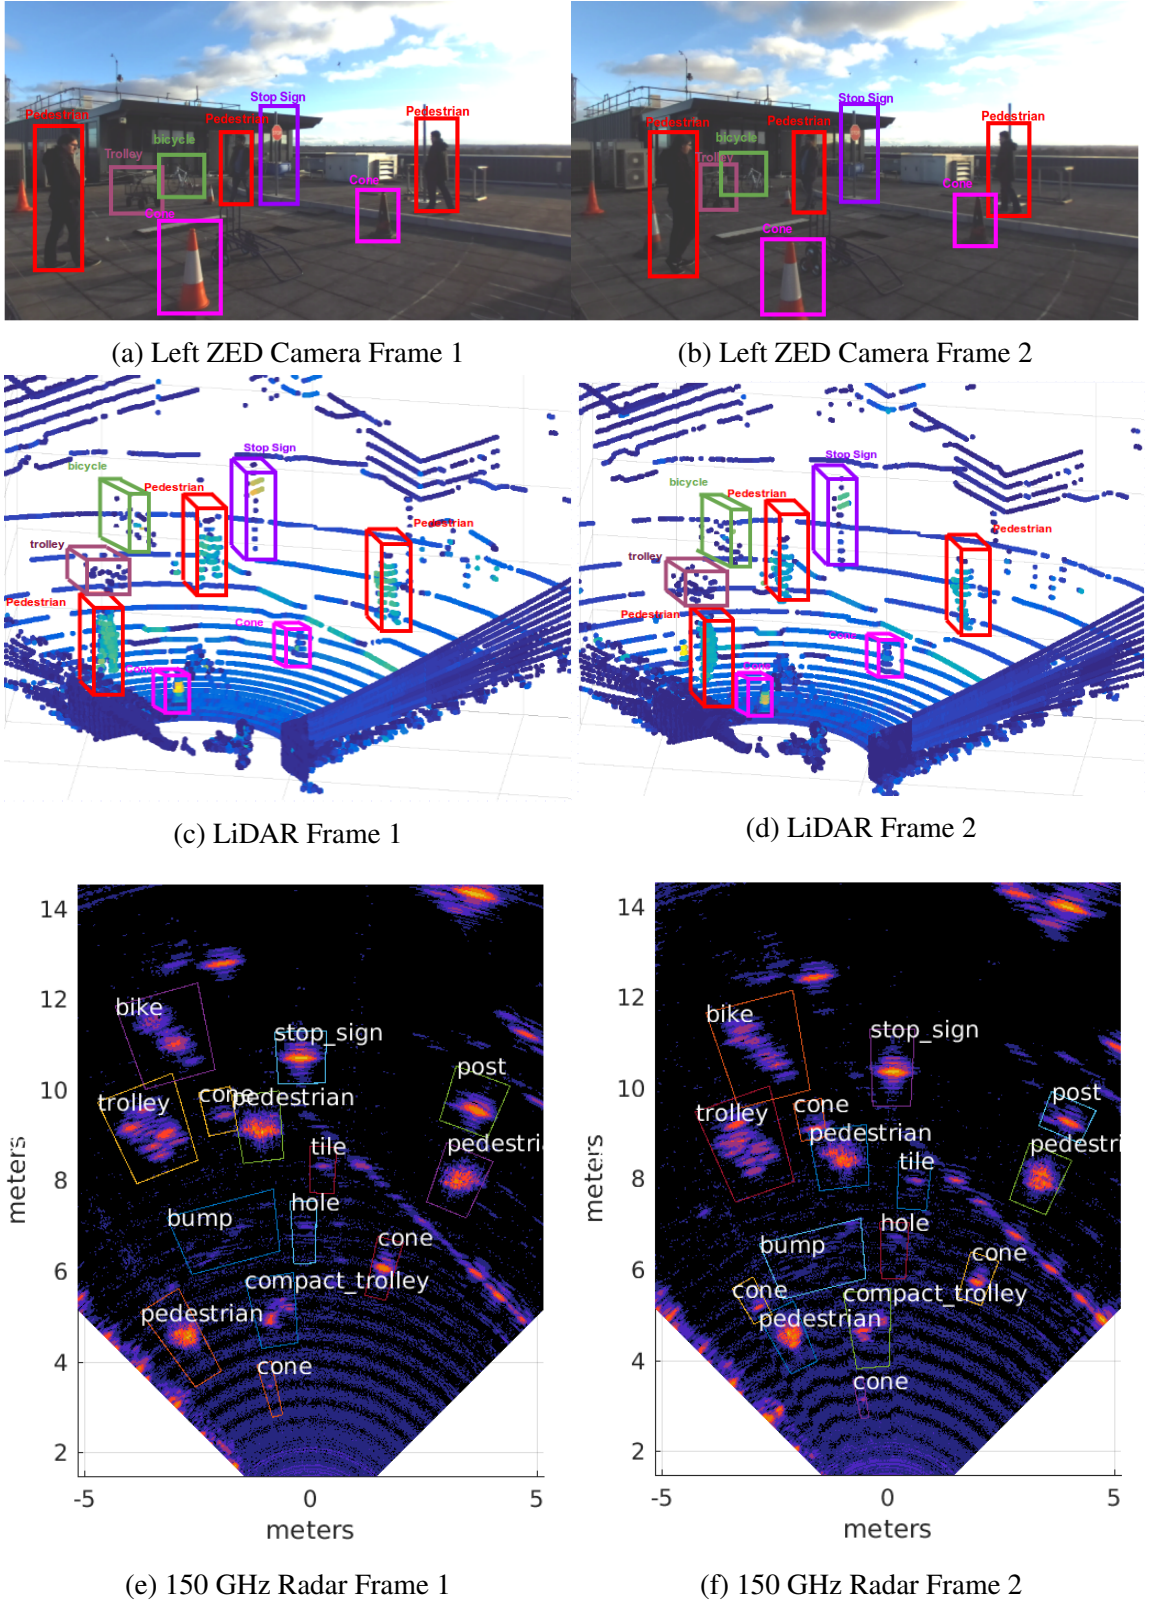 Stop Sign
Pedestrian
Pedestrian
Pedestrian
bicycle
Trolley
Cone
Cone
Stop Sign
Pedestrian
Pedestrian
Pedestrian
bicycle
Trolley
Cone
Cone
(a) Left ZED Camera Frame 1
(b) Left ZED Camera Frame 2
Stop Sign
bicycle
Pedestrian
Pedestrian
trolley
Pedestrian
Cone
Cone
Stop Sign
bicycle
Pedestrian
Pedestrian
trolley
Pedestrian
Cone
Cone
(c) LiDAR Frame 1
(d) LiDAR Frame 2
14
12
10
8
6
4
2
meters
bike
stop_sign
post
trolley
cone
pedestrian
tile
pedestri
bump
hole
cone
compact_trolley
pedestrian
cone
-5
0
5
meters
14
12
10
8
6
4
2
meters
bike
stop_sign
post
trolley
cone
pedestrian
pedestri
tile
hole
bump
cone
cone
compact_trolley
pedestrian
cone
-5
0
5
meters
(e) 150 GHz Radar Frame 1
(f) 150 GHz Radar Frame 2